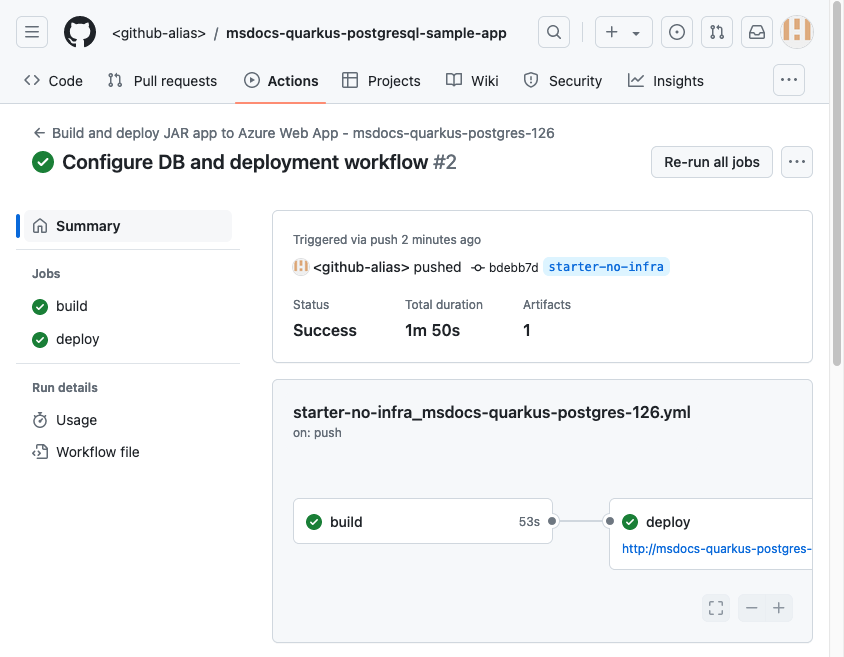 <github-alias> / msdocs-quarkus-postgresql-sample-app
Code Pull requests Actions Projects Wiki Security Insights
Build and deploy JAR app to Azure Web App - msdocs-quarkus-postgres-126
Configure DB and deployment workflow #2
Re-run all jobs
Summary
Jobs
build
deploy
Run details
Usage
Workflow file
Triggered via push 2 minutes ago
<github-alias> pushed bdebb7d starter-no-infra
Status Total duration Artifacts
Success 1m 50s 1
starter-no-infra_msdocs-quarkus-postgres-126.yml
on: push
build 53s
deploy
http://msdocs-quarkus-postgres-